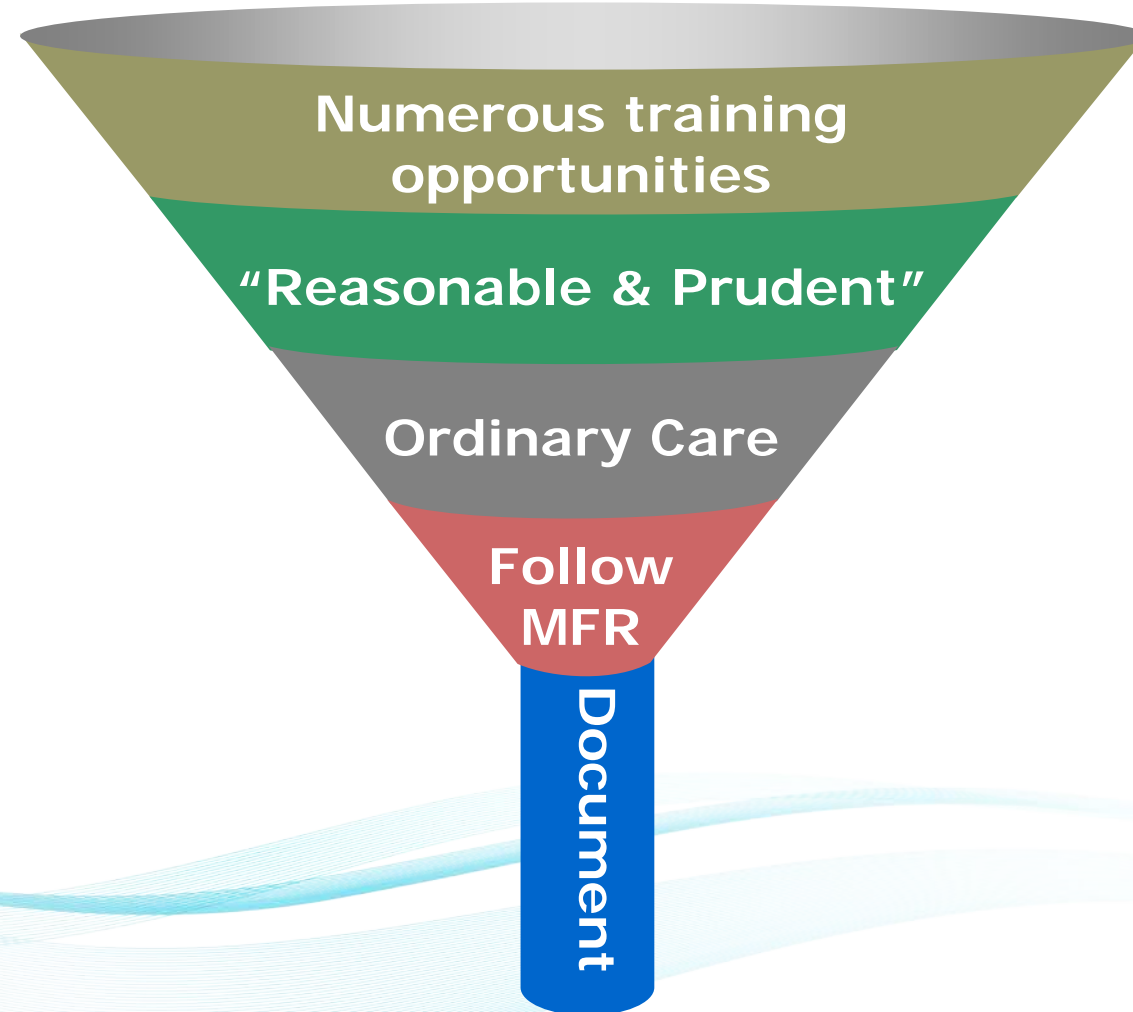 Numerous training
opportunities
“Reasonable & Prudent”
Ordinary Care
Follow
MFR
Document